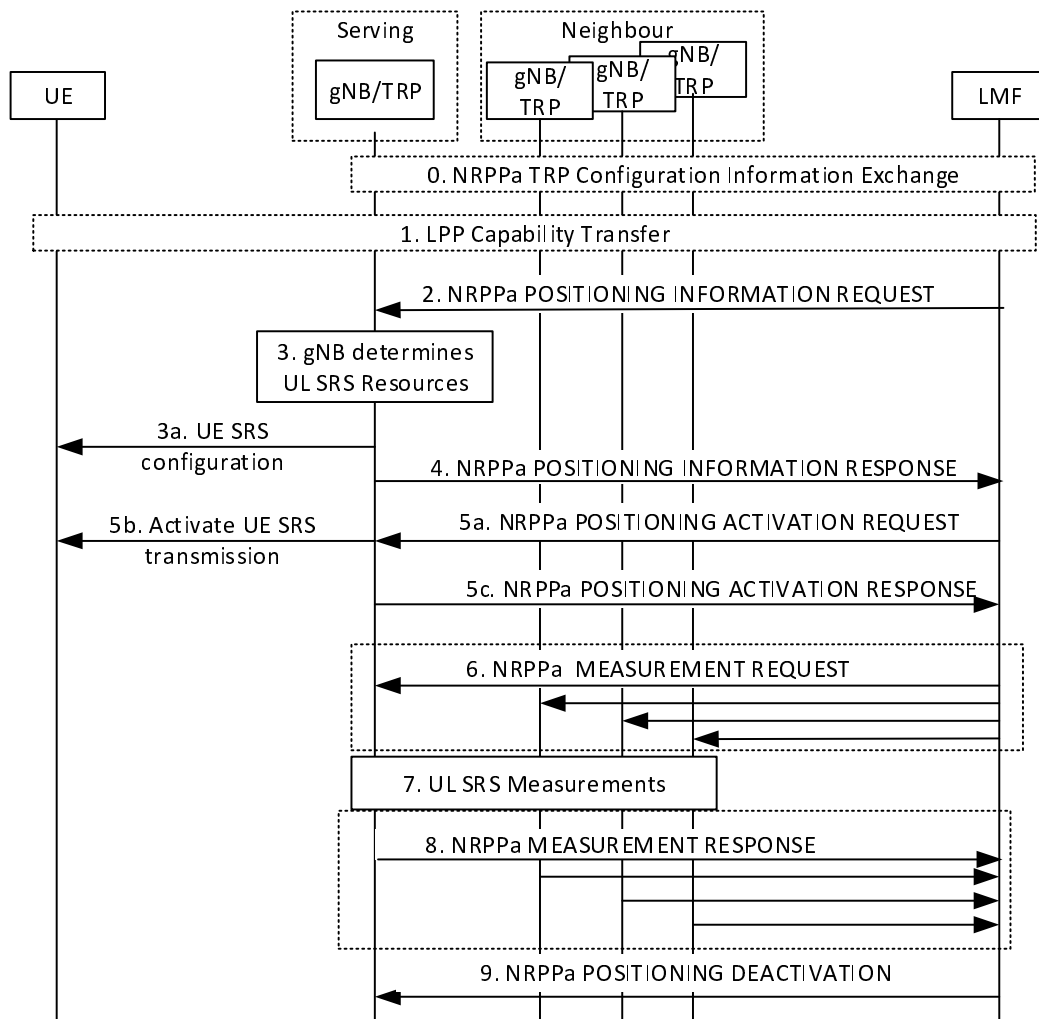 Serving
Neighbour
UE
gNB/TRP
gNB/
TRP
gNB/
TRP
gNB/
TRP
LMF
0. NRPPa TRP Configuration Information Exchange
1. LPP Capability Transfer
2. NRPPa POSITIONING INFORMATION REQUEST
3. gNB determines
UL SRS Resources
3a. UE SRS
configuration
4. NRPPa POSITIONING INFORMATION RESPONSE
5b. Activate UE SRS
transmission
5a. NRPPa POSITIONING ACTIVATION REQUEST
5c. NRPPa POSITIONING ACTIVATION RESPONSE
6. NRPPa MEASUREMENT REQUEST
7. UL SRS Measurements
8. NRPPa MEASUREMENT RESPONSE
9. NRPPa POSITIONING DEACTIVATION